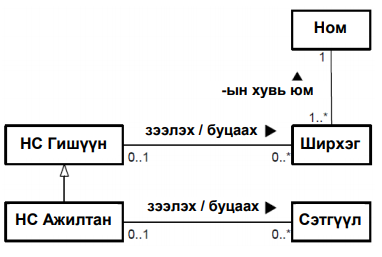 Ном
1
-ын хувь юм
1..*
зээлэх / буцаах
НС Гишүүн
Ширхэг
0..1
0..*
зээлэх / буцаах
НС Ажилтан
Сэтгүүл
0..1
0..*